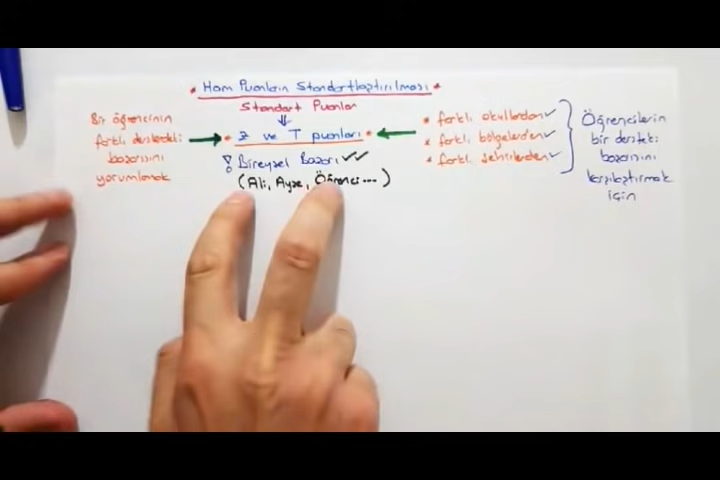 * Ham Puanların Standartlaştırılması *
Standart Puanlar
Bir öğrencinin
farklı derslerdeki
başarısını
yorumlamak
* Z ve T puanları *
! Bireysel Başarı ✓✓
(Ali, Ayşe, Öğrenci...)
* farklı okullardan ✓
* farklı bölgelerden ✓
* farklı şehirlerden ✓
Öğrencilerin
bir dersteki
başarısını
karşılaştırmak
için